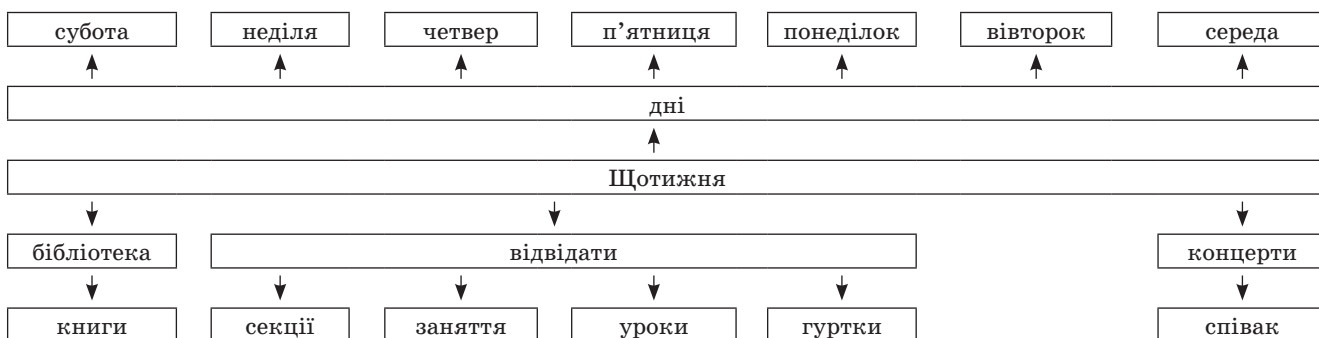 субота неділя четвер п’ятниця понеділок вівторок середа
дні
Щотижня
бібліотека відвідати концерти
книги секції заняття уроки гуртки співак